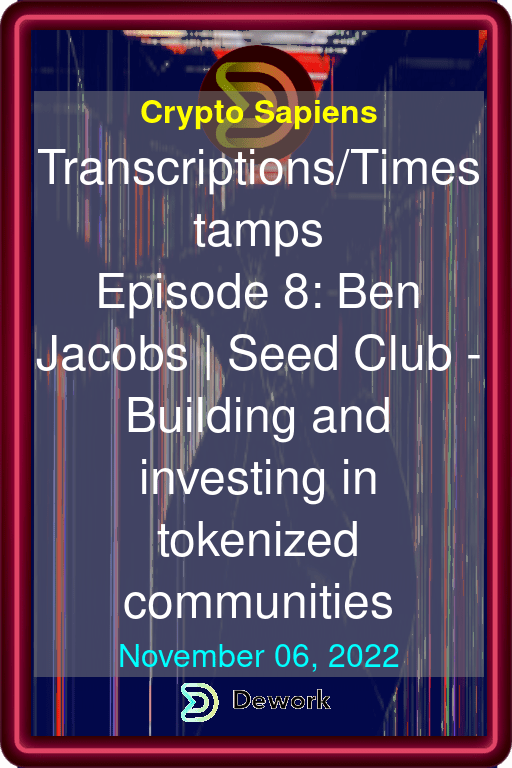 Crypto Sapiens
Transcriptions/Times
tamps
Episode 8: Ben
Jacobs | Seed Club -
Building and
investing in
tokenized
communities
November 06, 2022
Dework